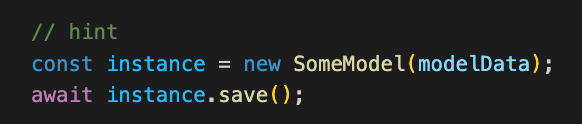 // hint
const instance = new SomeModel(modelData);
await instance.save();